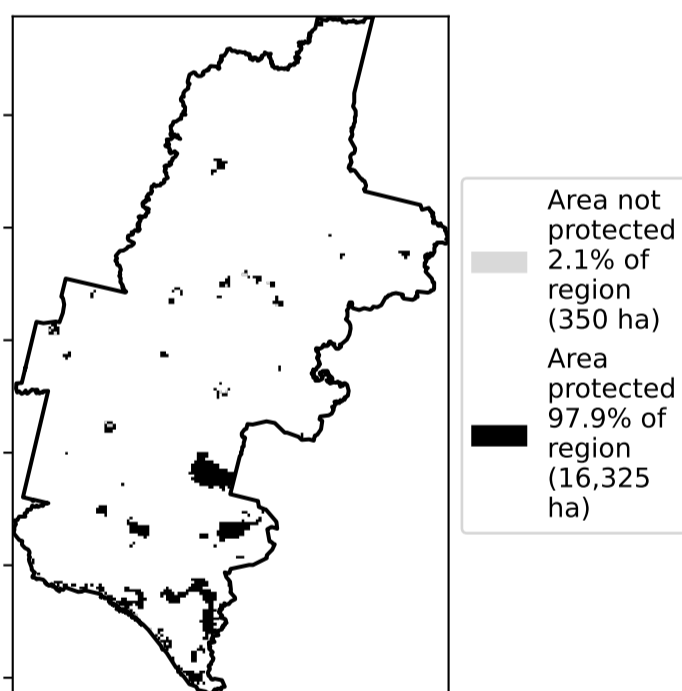 Area not
protected
2.1% of
region
(350 ha)
Area
protected
97.9% of
region
(16,325
ha)